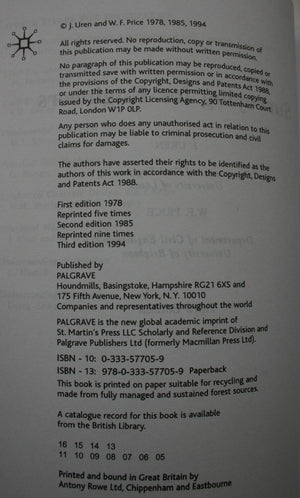 © J. Uren and W. F. Price 1978, 1985, 1994
All rights reserved. No reproduction, copy or transmission of
this publication may be made without written permission.
No paragraph of this publication may be reproduced, copied or
transmitted save with written permission or in accordance with
the provisions of the Copyright, Designs and Patents Act 1988,
or under the terms of any licence permitting limited copying
issued by the Copyright Licensing Agency, 90 Tottenham Court
Road, London W1P 0LP.
Any person who does any unauthorised act in relation to this
publication may be liable to criminal prosecution and civil
claims for damages.
The authors have asserted their rights to be identified as the
authors of this work in accordance with the Copyright, Designs
and Patents Act 1988.
First edition 1978
Reprinted five times
Second edition 1985
Reprinted nine times
Third edition 1994
Published by
PALGRAVE
Houndmills, Basingstoke, Hampshire RG21 6XS and
175 Fifth Avenue, New York, N. Y. 10010
Companies and representatives throughout the world
PALGRAVE is the new global academic imprint of
St. Martin's Press LLC Scholarly and Reference Division and
Palgrave Publishers Ltd (formerly Macmillan Press Ltd).
ISBN - 10: 0-333-57705-9
ISBN - 13: 978-0-333-57705-9 Paperback
This book is printed on paper suitable for recycling and
made from fully managed and sustained forest sources.
A catalogue record for this book is available
from the British Library.
16 15 14 13
11 10 09 08 07 06 05
Printed and bound in Great Britain by
Antony Rowe Ltd, Chippenham and Eastbourne